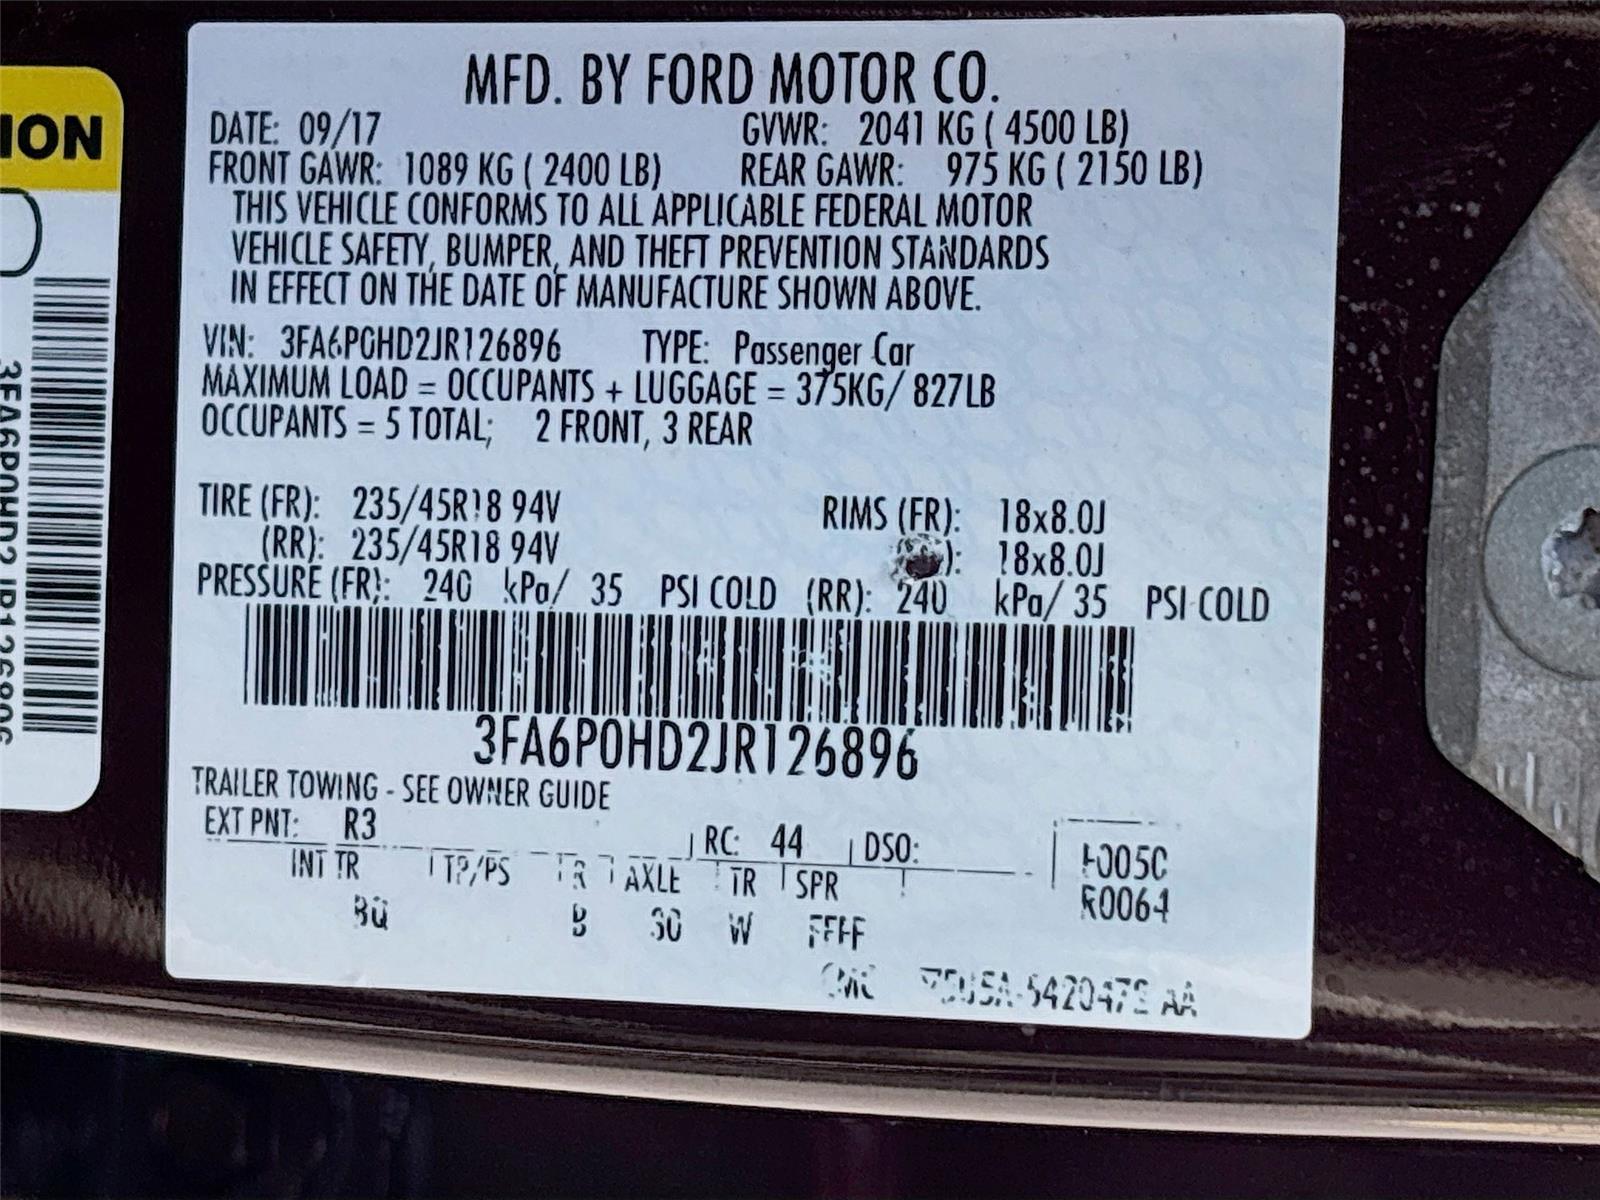 ION
3FA6P0HD2JR126896
MFD. BY FORD MOTOR CO.
DATE: 09/17 GVWR: 2041 KG ( 4500 LB)
FRONT GAWR: 1089 KG ( 2400 LB) REAR GAWR: 975 KG ( 2150 LB)
THIS VEHICLE CONFORMS TO ALL APPLICABLE FEDERAL MOTOR
VEHICLE SAFETY, BUMPER, AND THEFT PREVENTION STANDARDS
IN EFFECT ON THE DATE OF MANUFACTURE SHOWN ABOVE.
VIN: 3FA6P0HD2JR126896 TYPE: Passenger Car
MAXIMUM LOAD = OCCUPANTS + LUGGAGE = 375KG/ 827LB
OCCUPANTS = 5 TOTAL; 2 FRONT, 3 REAR
TIRE (FR): 235/45R18 94V RIMS (FR): 18x8.0J
(RR): 235/45R18 94V ): 18x8.0J
PRESSURE (FR): 240 kPa/ 35 PSI COLD (RR): 240 kPa/ 35 PSI COLD
3FA6P0HD2JR126896
TRAILER TOWING - SEE OWNER GUIDE
EXT PNT: R3 RC: 44 DSO:
INT TR TP/PS R AXLE TR SPR
BQ B W FFFF
F0050
R0064